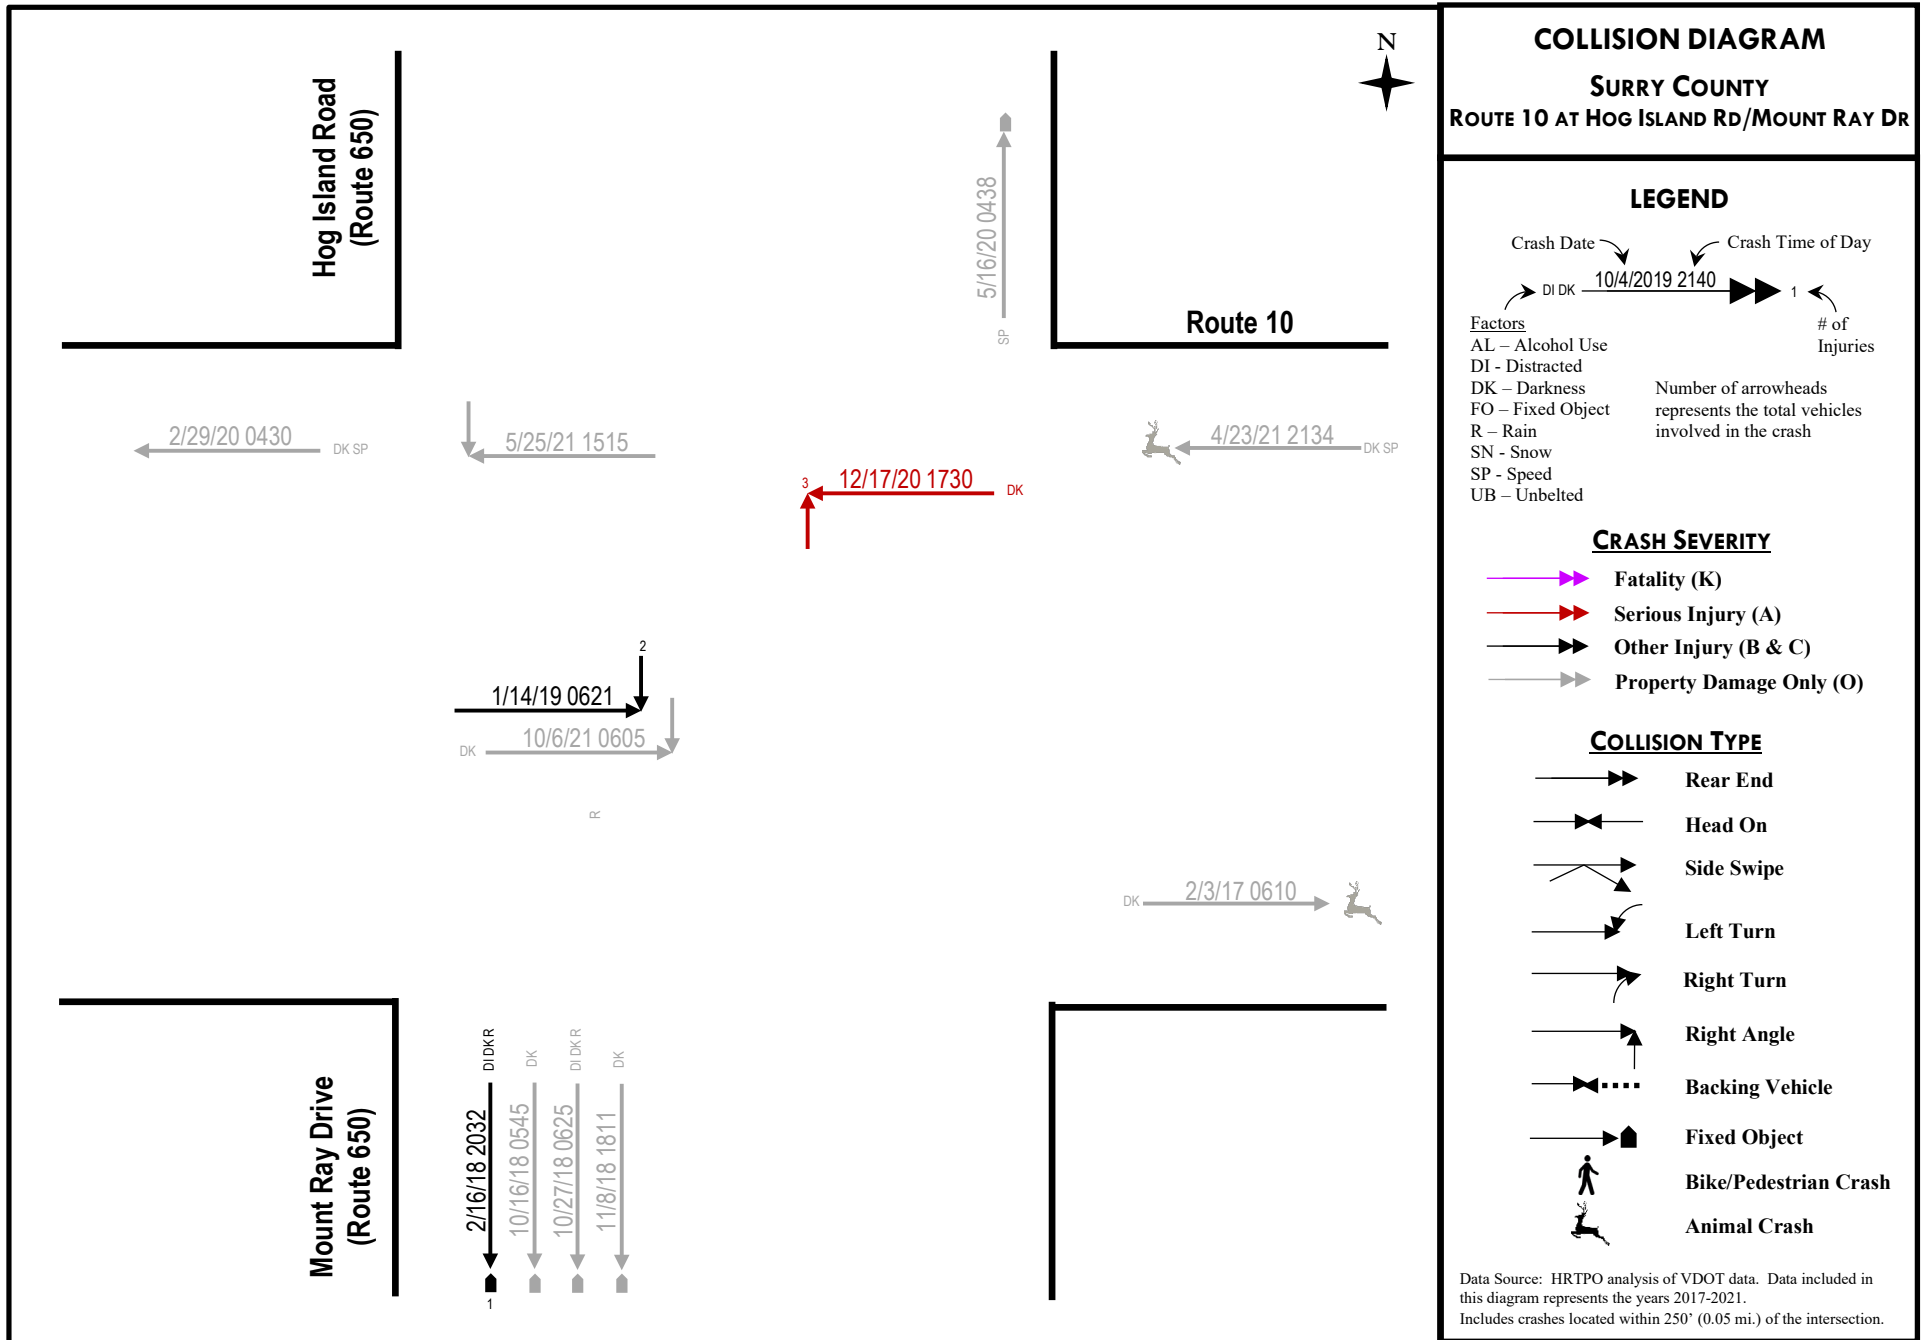 N
Hog Island Road
(Route 650)
5/16/20 0438
SP
Route 10
2/29/20 0430
DK SP
5/25/21 1515
4/23/21 2134
DK SP
3
12/17/20 1730
DK
2
1/14/19 0621
DK
10/6/21 0605
R
DK
2/3/17 0610
Mount Ray Drive
(Route 650)
DI DK R
2/16/18 2032
1
DK
10/16/18 0545
DI DK R
10/27/18 0625
DK
11/8/18 1811
COLLISION DIAGRAM
SURRY COUNTY
ROUTE 10 AT HOG ISLAND RD/MOUNT RAY DR
LEGEND
Crash Date
Crash Time of Day
DI DK
10/4/2019 2140
1
Factors
AL – Alcohol Use
DI - Distracted
DK – Darkness
FO – Fixed Object
R – Rain
SN - Snow
SP - Speed
UB – Unbelted
# of
Injuries
Number of arrowheads
represents the total vehicles
involved in the crash
CRASH SEVERITY
Fatality (K)
Serious Injury (A)
Other Injury (B & C)
Property Damage Only (O)
COLLISION TYPE
Rear End
Head On
Side Swipe
Left Turn
Right Turn
Right Angle
Backing Vehicle
Fixed Object
Bike/Pedestrian Crash
Animal Crash
Data Source: HRTPO analysis of VDOT data. Data included in
this diagram represents the years 2017-2021.
Includes crashes located within 250’ (0.05 mi.) of the intersection.